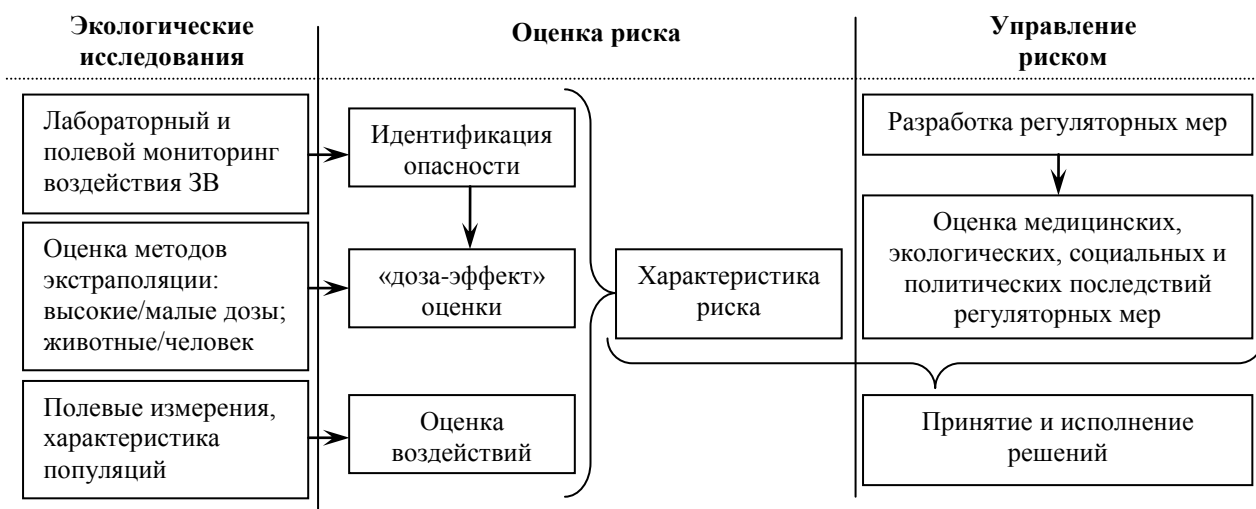 Экологические
исследования
Оценка риска
Управление
риском
Лабораторный и
полевой мониторинг
воздействия ЗВ
Идентификация
опасности
Разработка регуляторных мер
Оценка методов
экстраполяции:
высокие/малые дозы;
животные/человек
«доза-эффект»
оценки
Характеристика
риска
Оценка медицинских,
экологических, социальных и
политических последствий
регуляторных мер
Полевые измерения,
характеристика
популяций
Оценка
воздействий
Принятие и исполнение
решений